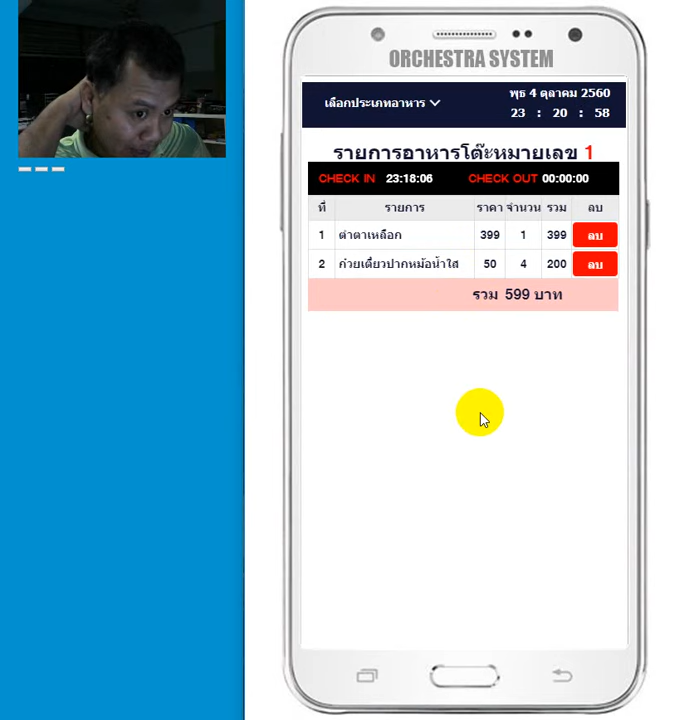 ORCHESTRA SYSTEM
เลือกประเภทอาหาร
พุธ 4 ตุลาคม 2560
23 : 20 : 58
รายการอาหารโต๊ะหมายเลข 1
CHECK IN 23:18:06 CHECK OUT 00:00:00
ที่ รายการ ราคา จำนวน รวม ลบ
1 ตำตาเหลือก 399 1 399 ลบ
2 ก๋วยเตี๋ยวปากหม้อน้ำใส 50 4 200 ลบ
รวม 599 บาท